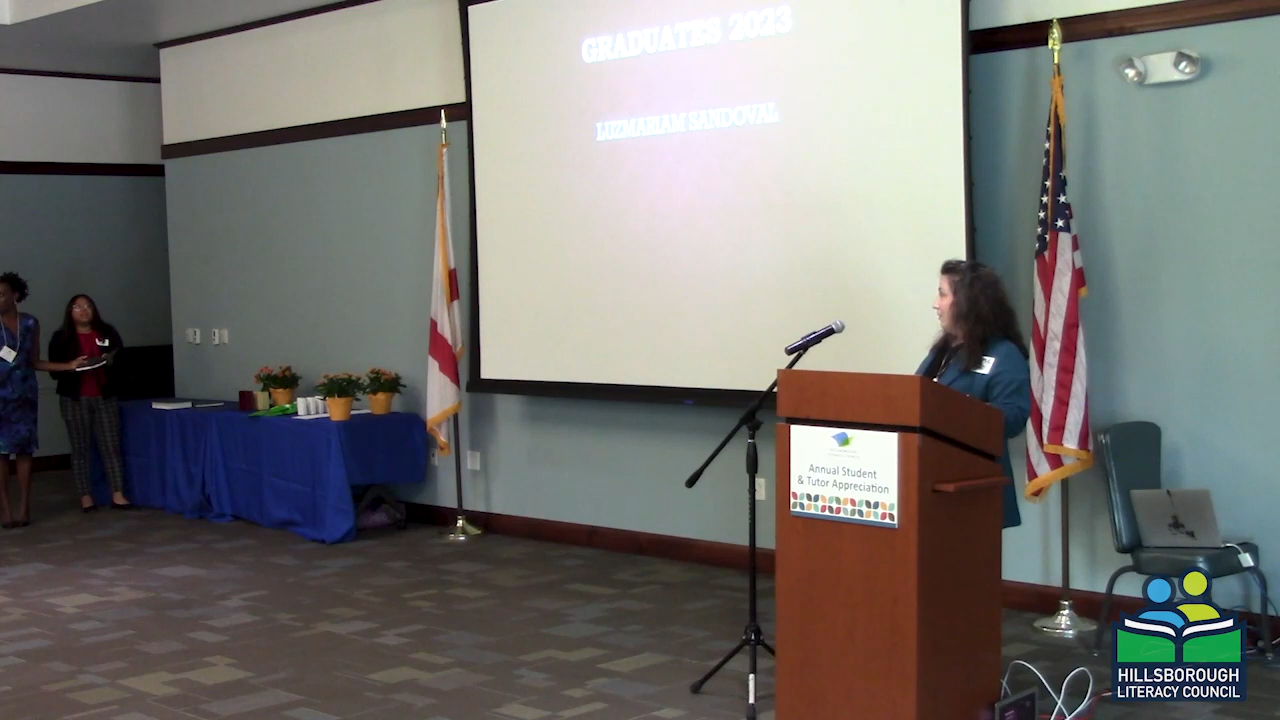 GRADUATES 2023
LUZMARIAM SANDOVAL
Annual Student
& Tutor Appreciation
HILLSBOROUGH
LITERACY COUNCIL